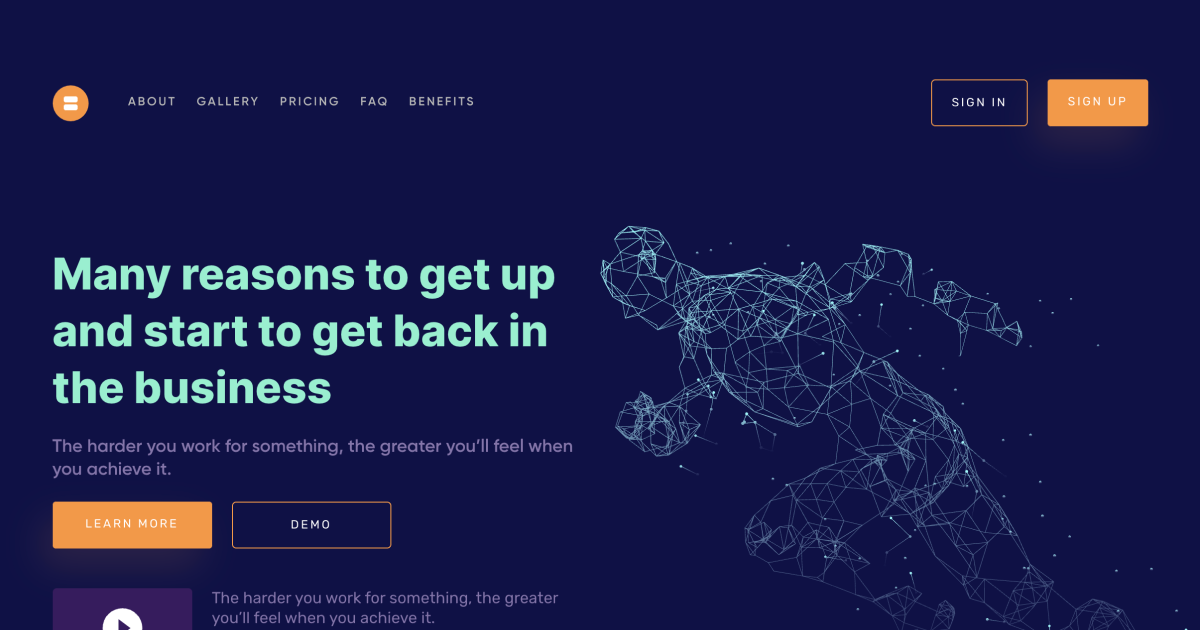 ABOUT GALLERY PRICING FAQ BENEFITS SIGN IN SIGN UP
Many reasons to get up
and start to get back in
the business
The harder you work for something, the greater you’ll feel when
you achieve it.
LEARN MORE DEMO
The harder you work for something, the greater
you’ll feel when you achieve it.